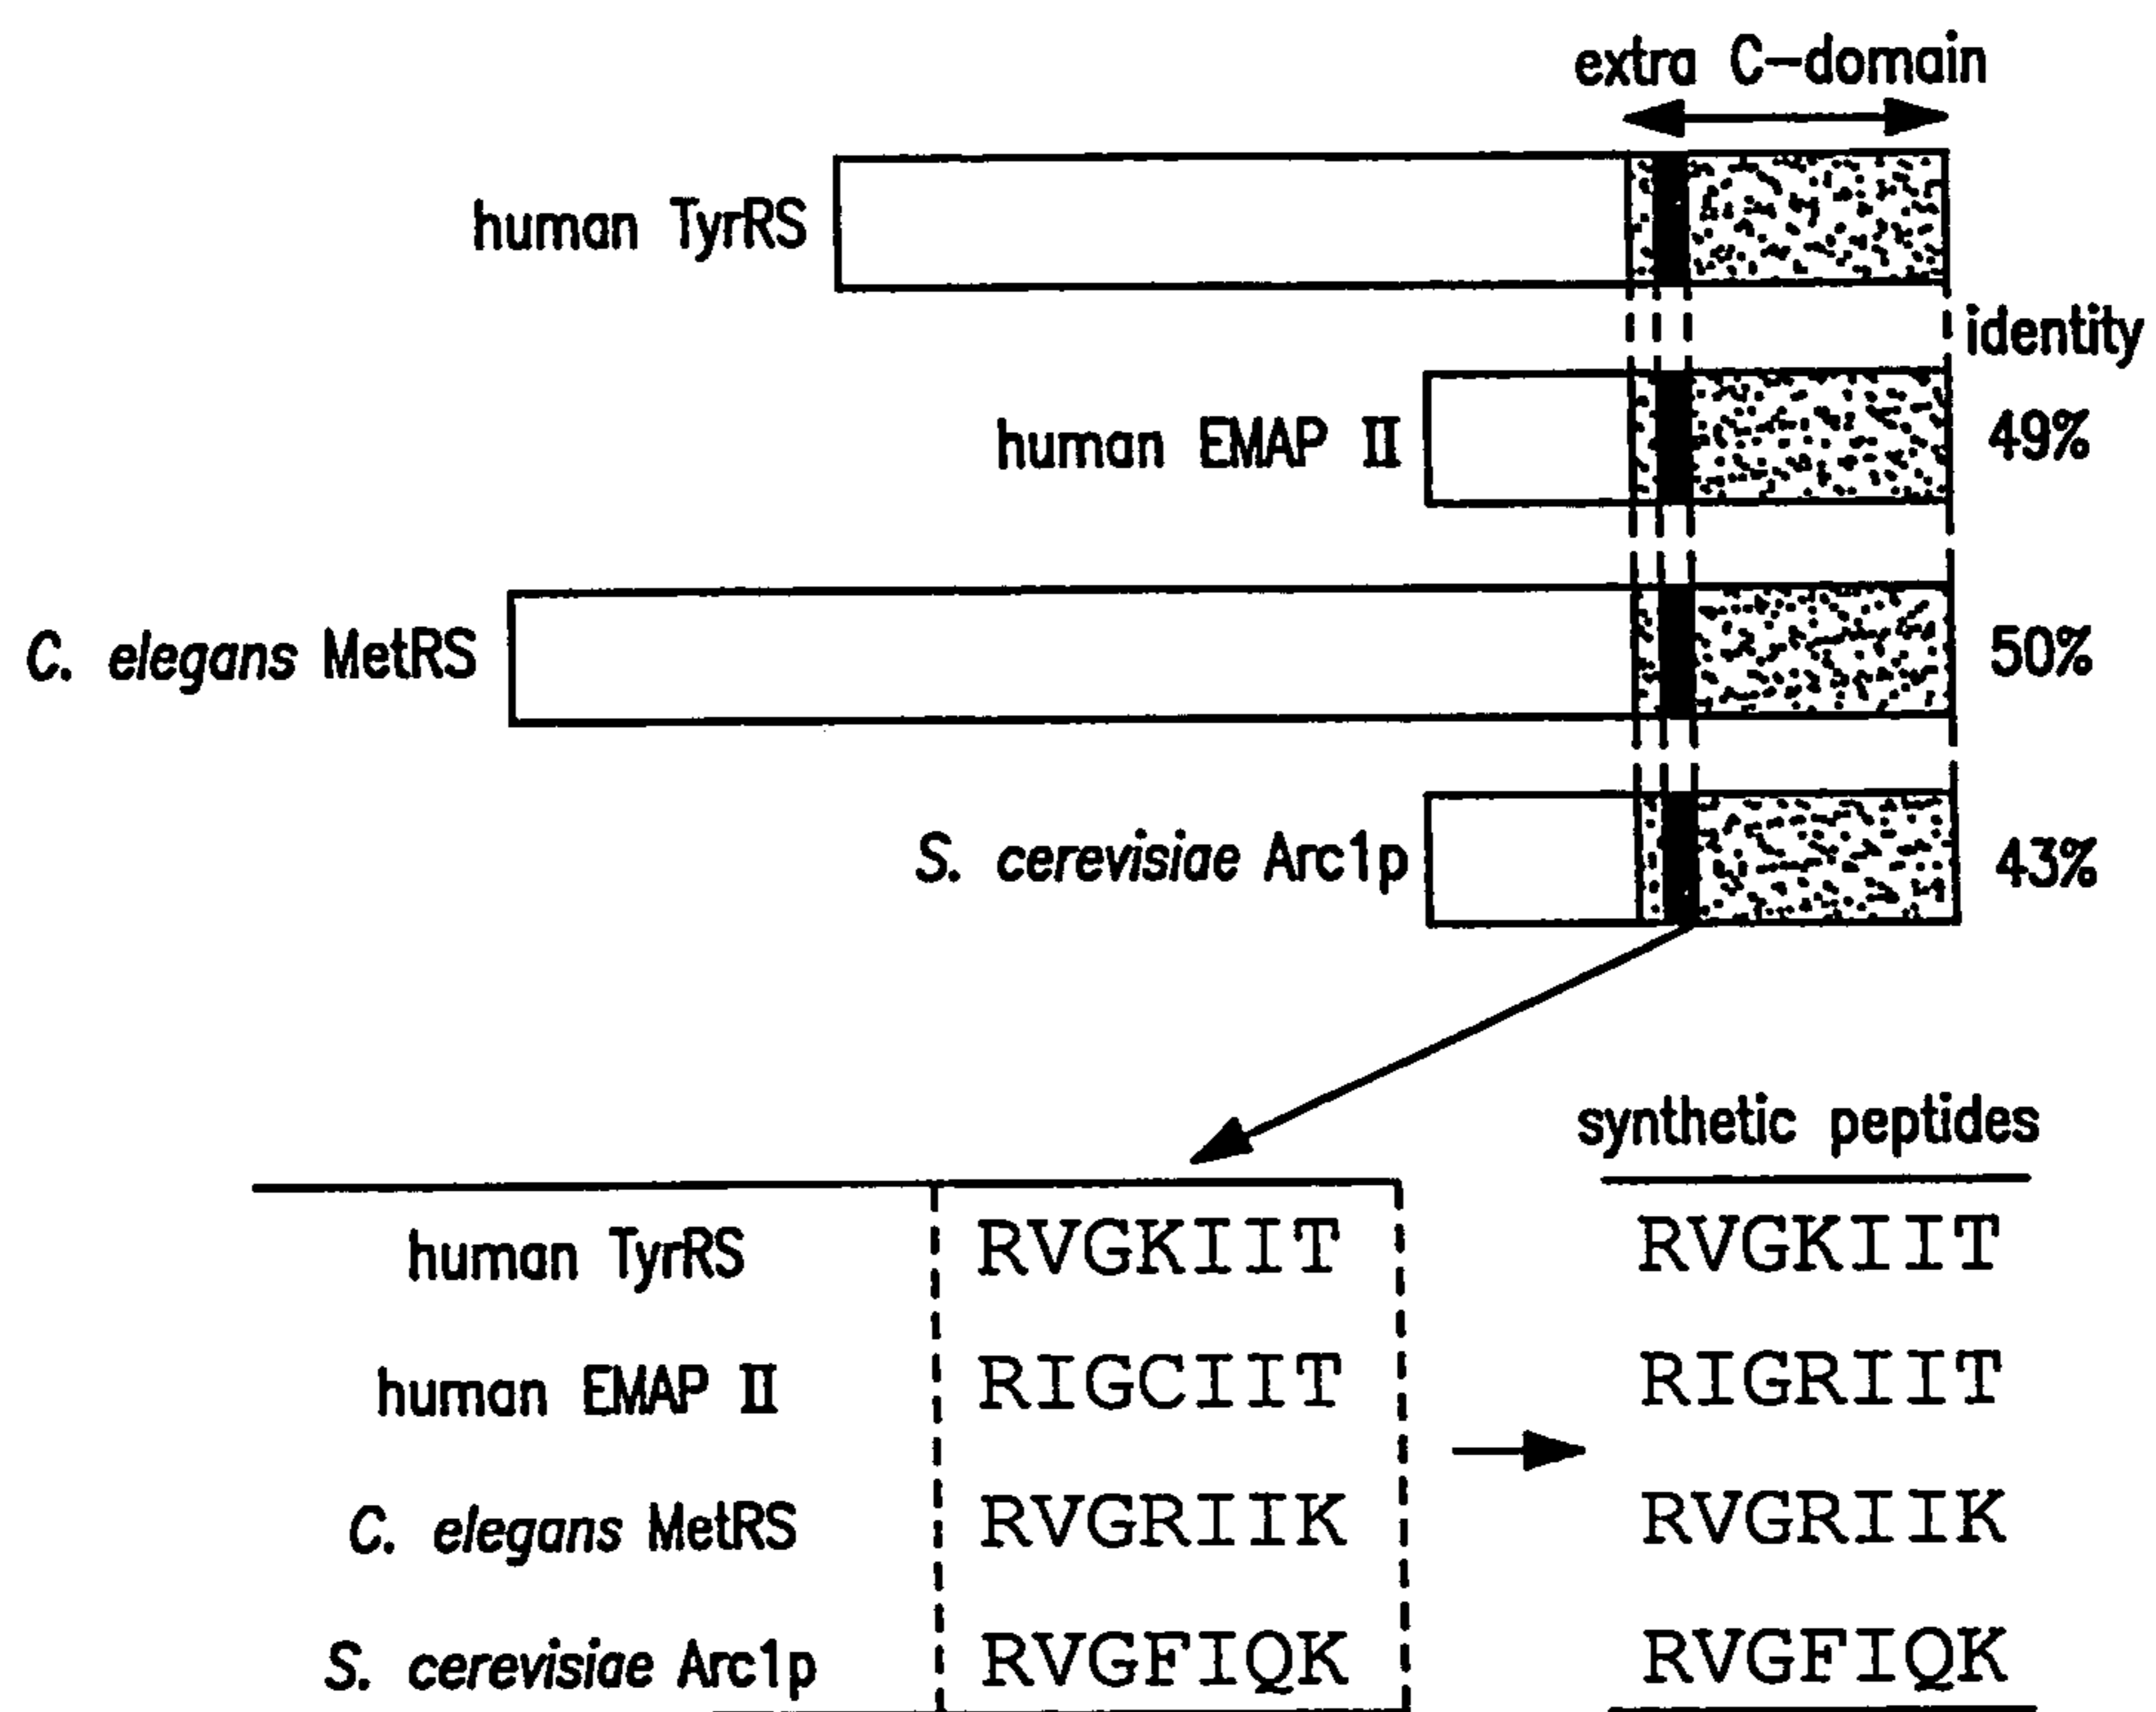 extra C-domain
human TyrRS
identity
human EMAP II 49%
C. elegans MetRS 50%
S. cerevisiae Arc1p 43%
synthetic peptides
human TyrRS RVGKIIT RVGKIIT
human EMAP II RIGCIIT RIGRIIT
C. elegans MetRS RVGRIIK RVGRIIK
S. cerevisiae Arc1p RVGFIQK RVGFIQK